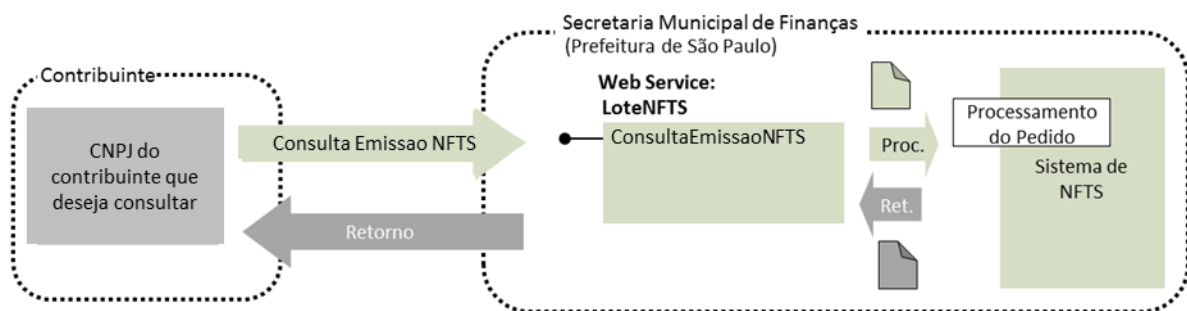 Secretaria Municipal de Finanças
(Prefeitura de São Paulo)
Contribuinte
CNPJ do
contribuinte que
deseja consultar
Consulta Emissao NFTS
Retorno
Web Service:
LoteNFTS
ConsultaEmissaoNFTS
Proc.
Ret.
Processamento
do Pedido
Sistema de
NFTS